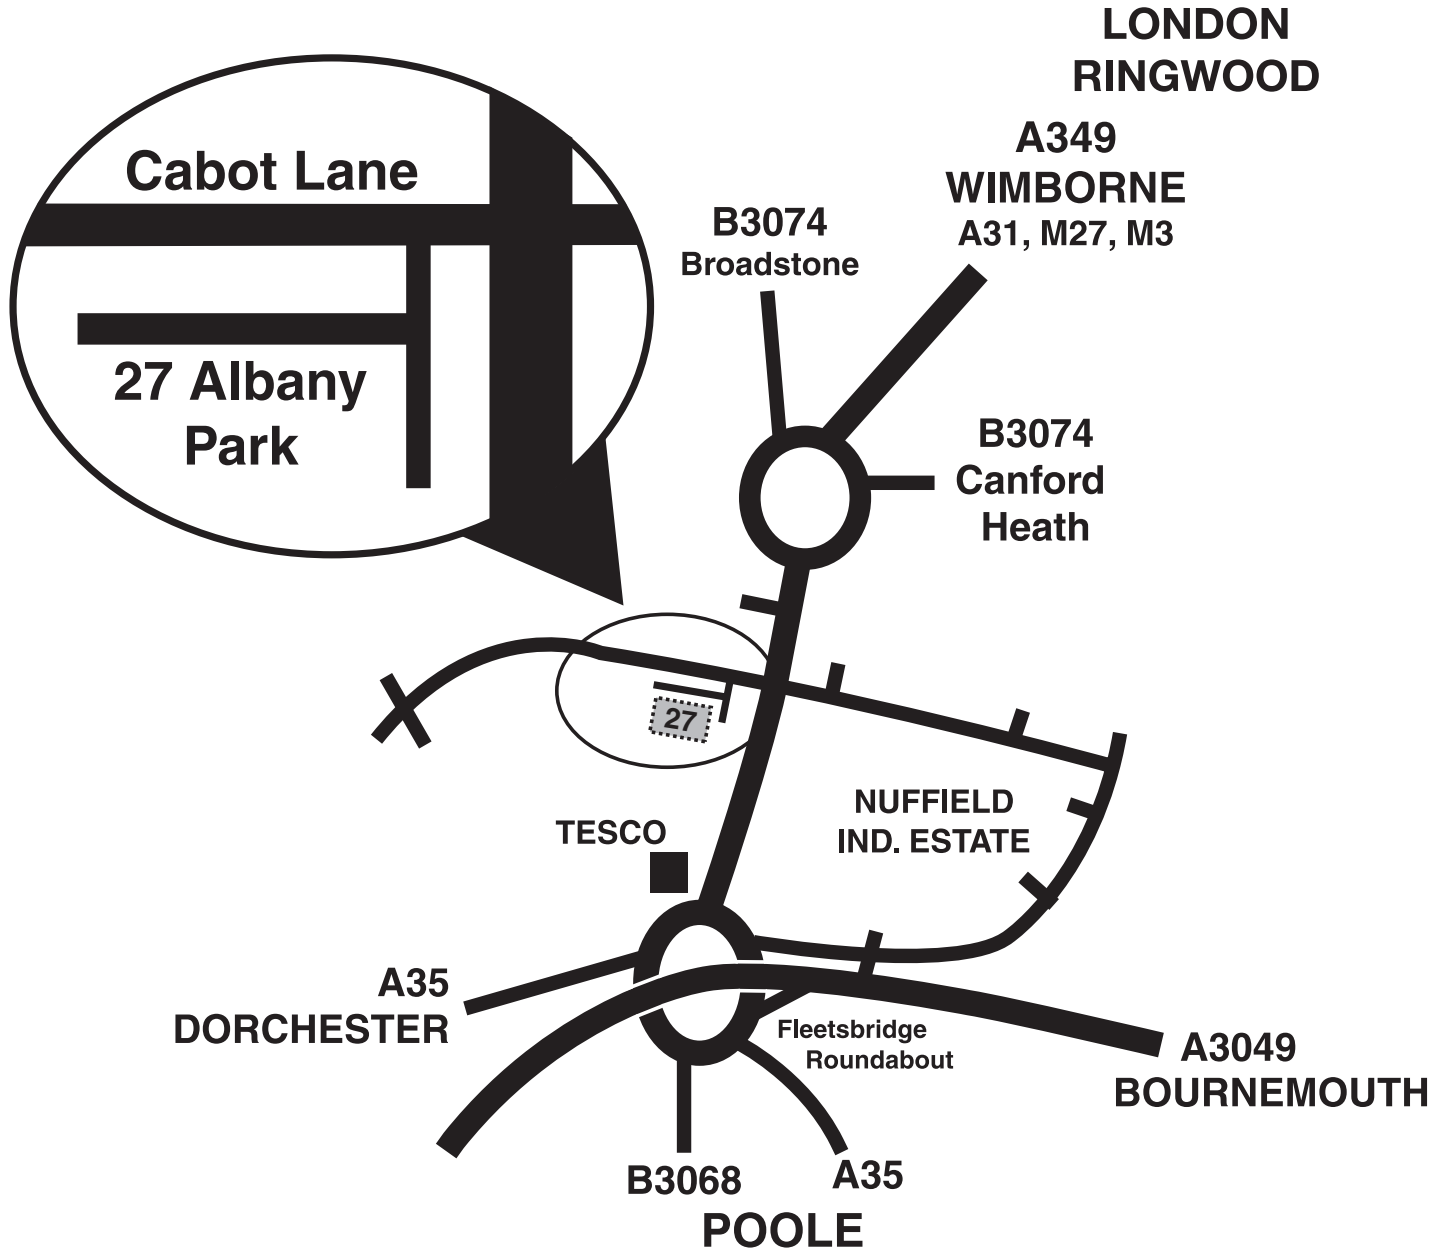 LONDON
RINGWOOD
A349
WIMBORNE
A31, M27, M3
Cabot Lane
B3074
Broadstone
27 Albany
Park
B3074
Canford
Heath
27
NUFFIELD
IND. ESTATE
TESCO
A35
DORCHESTER
Fleetsbridge
Roundabout
A3049
BOURNEMOUTH
B3068
A35
POOLE